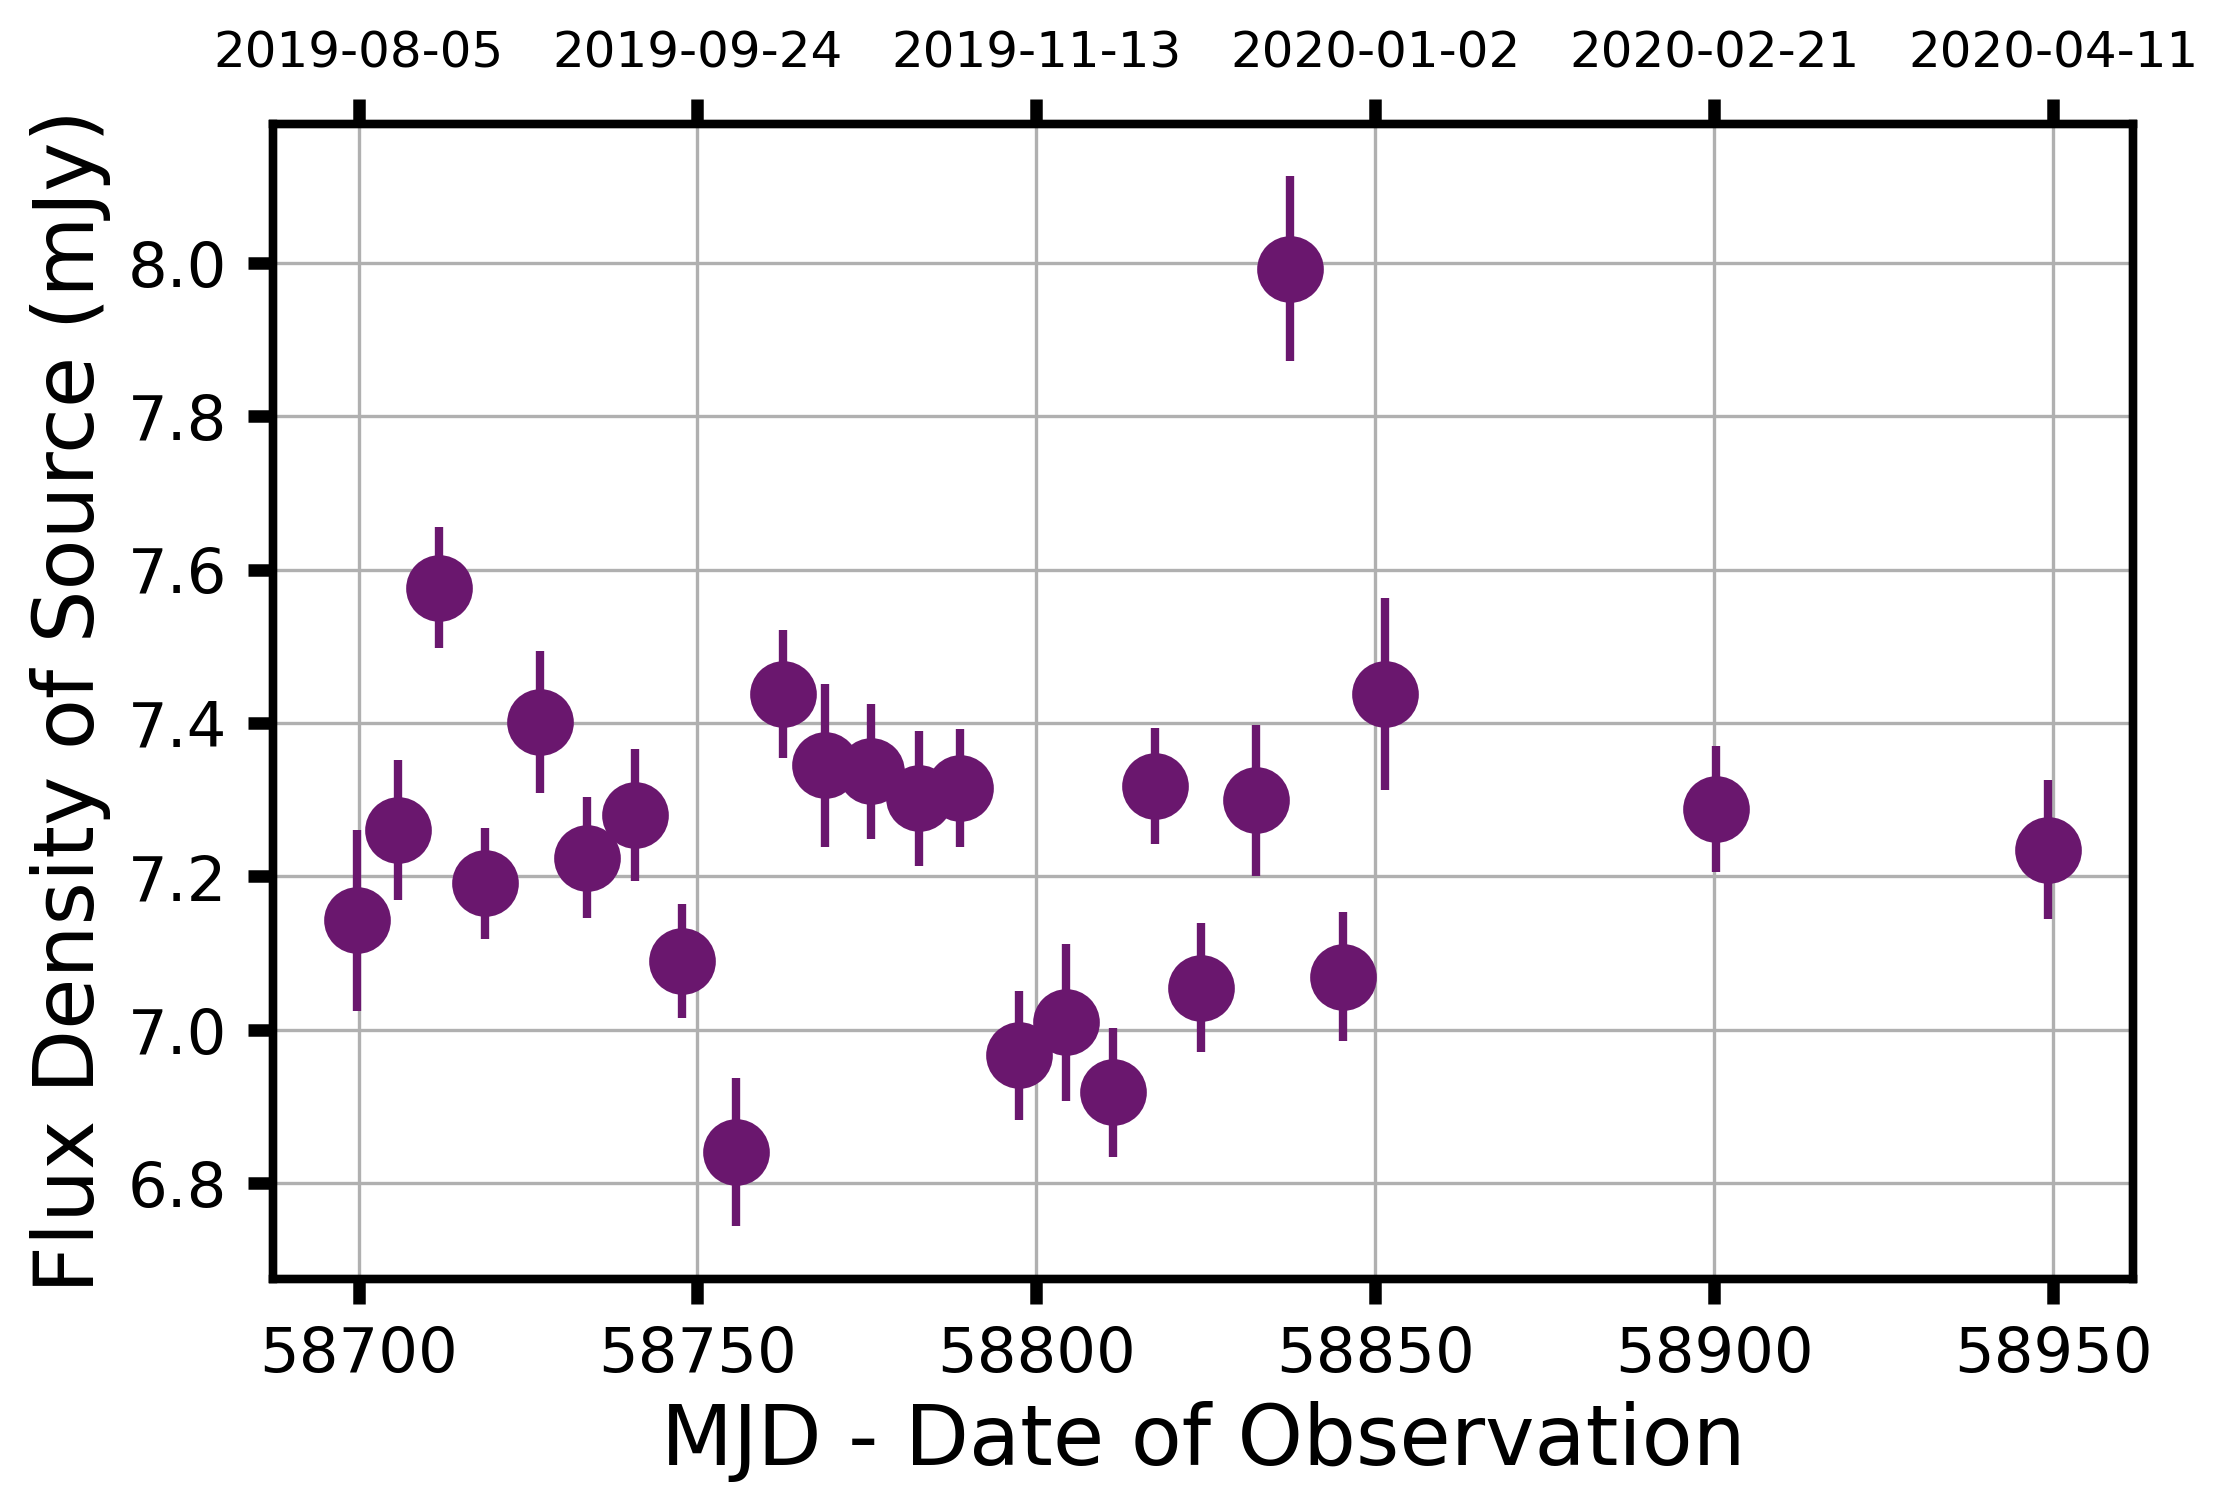 2019-08-05 2019-09-24 2019-11-13 2020-01-02 2020-02-21 2020-04-11
Flux Density of Source (mJy)
8.0
7.8
7.6
7.4
7.2
7.0
6.8
58700 58750 58800 58850 58900 58950
MJD - Date of Observation